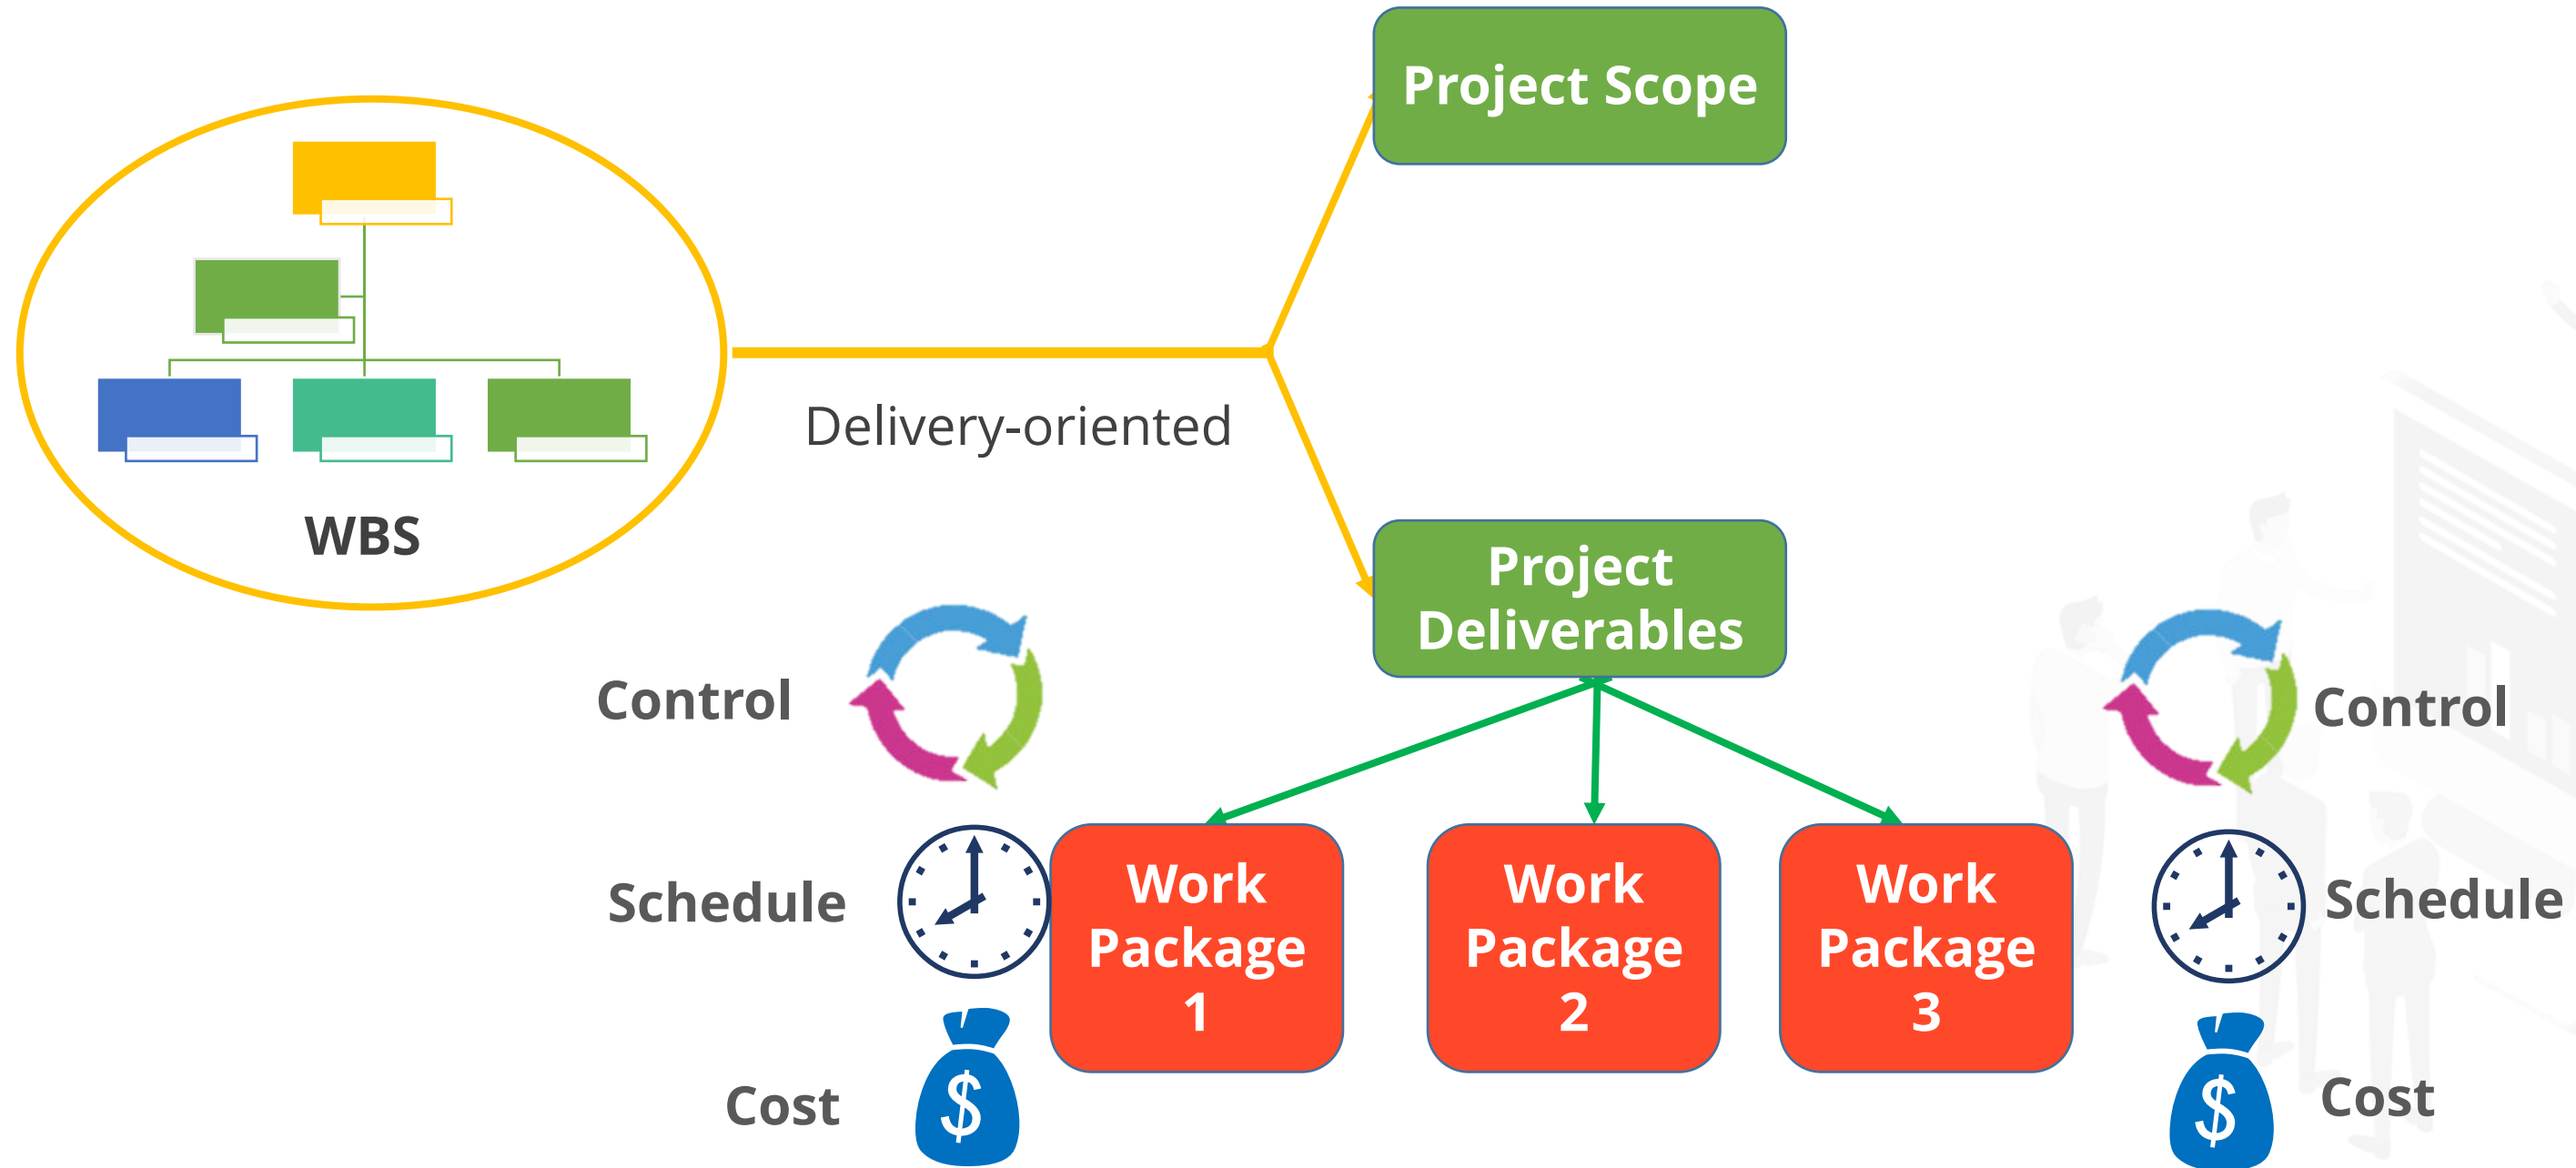 Project Scope
Delivery-oriented
WBS
Project
Deliverables
Control
Control
Schedule
Work
Package
1
Work
Package
2
Work
Package
3
Schedule
Cost
$
Cost
$